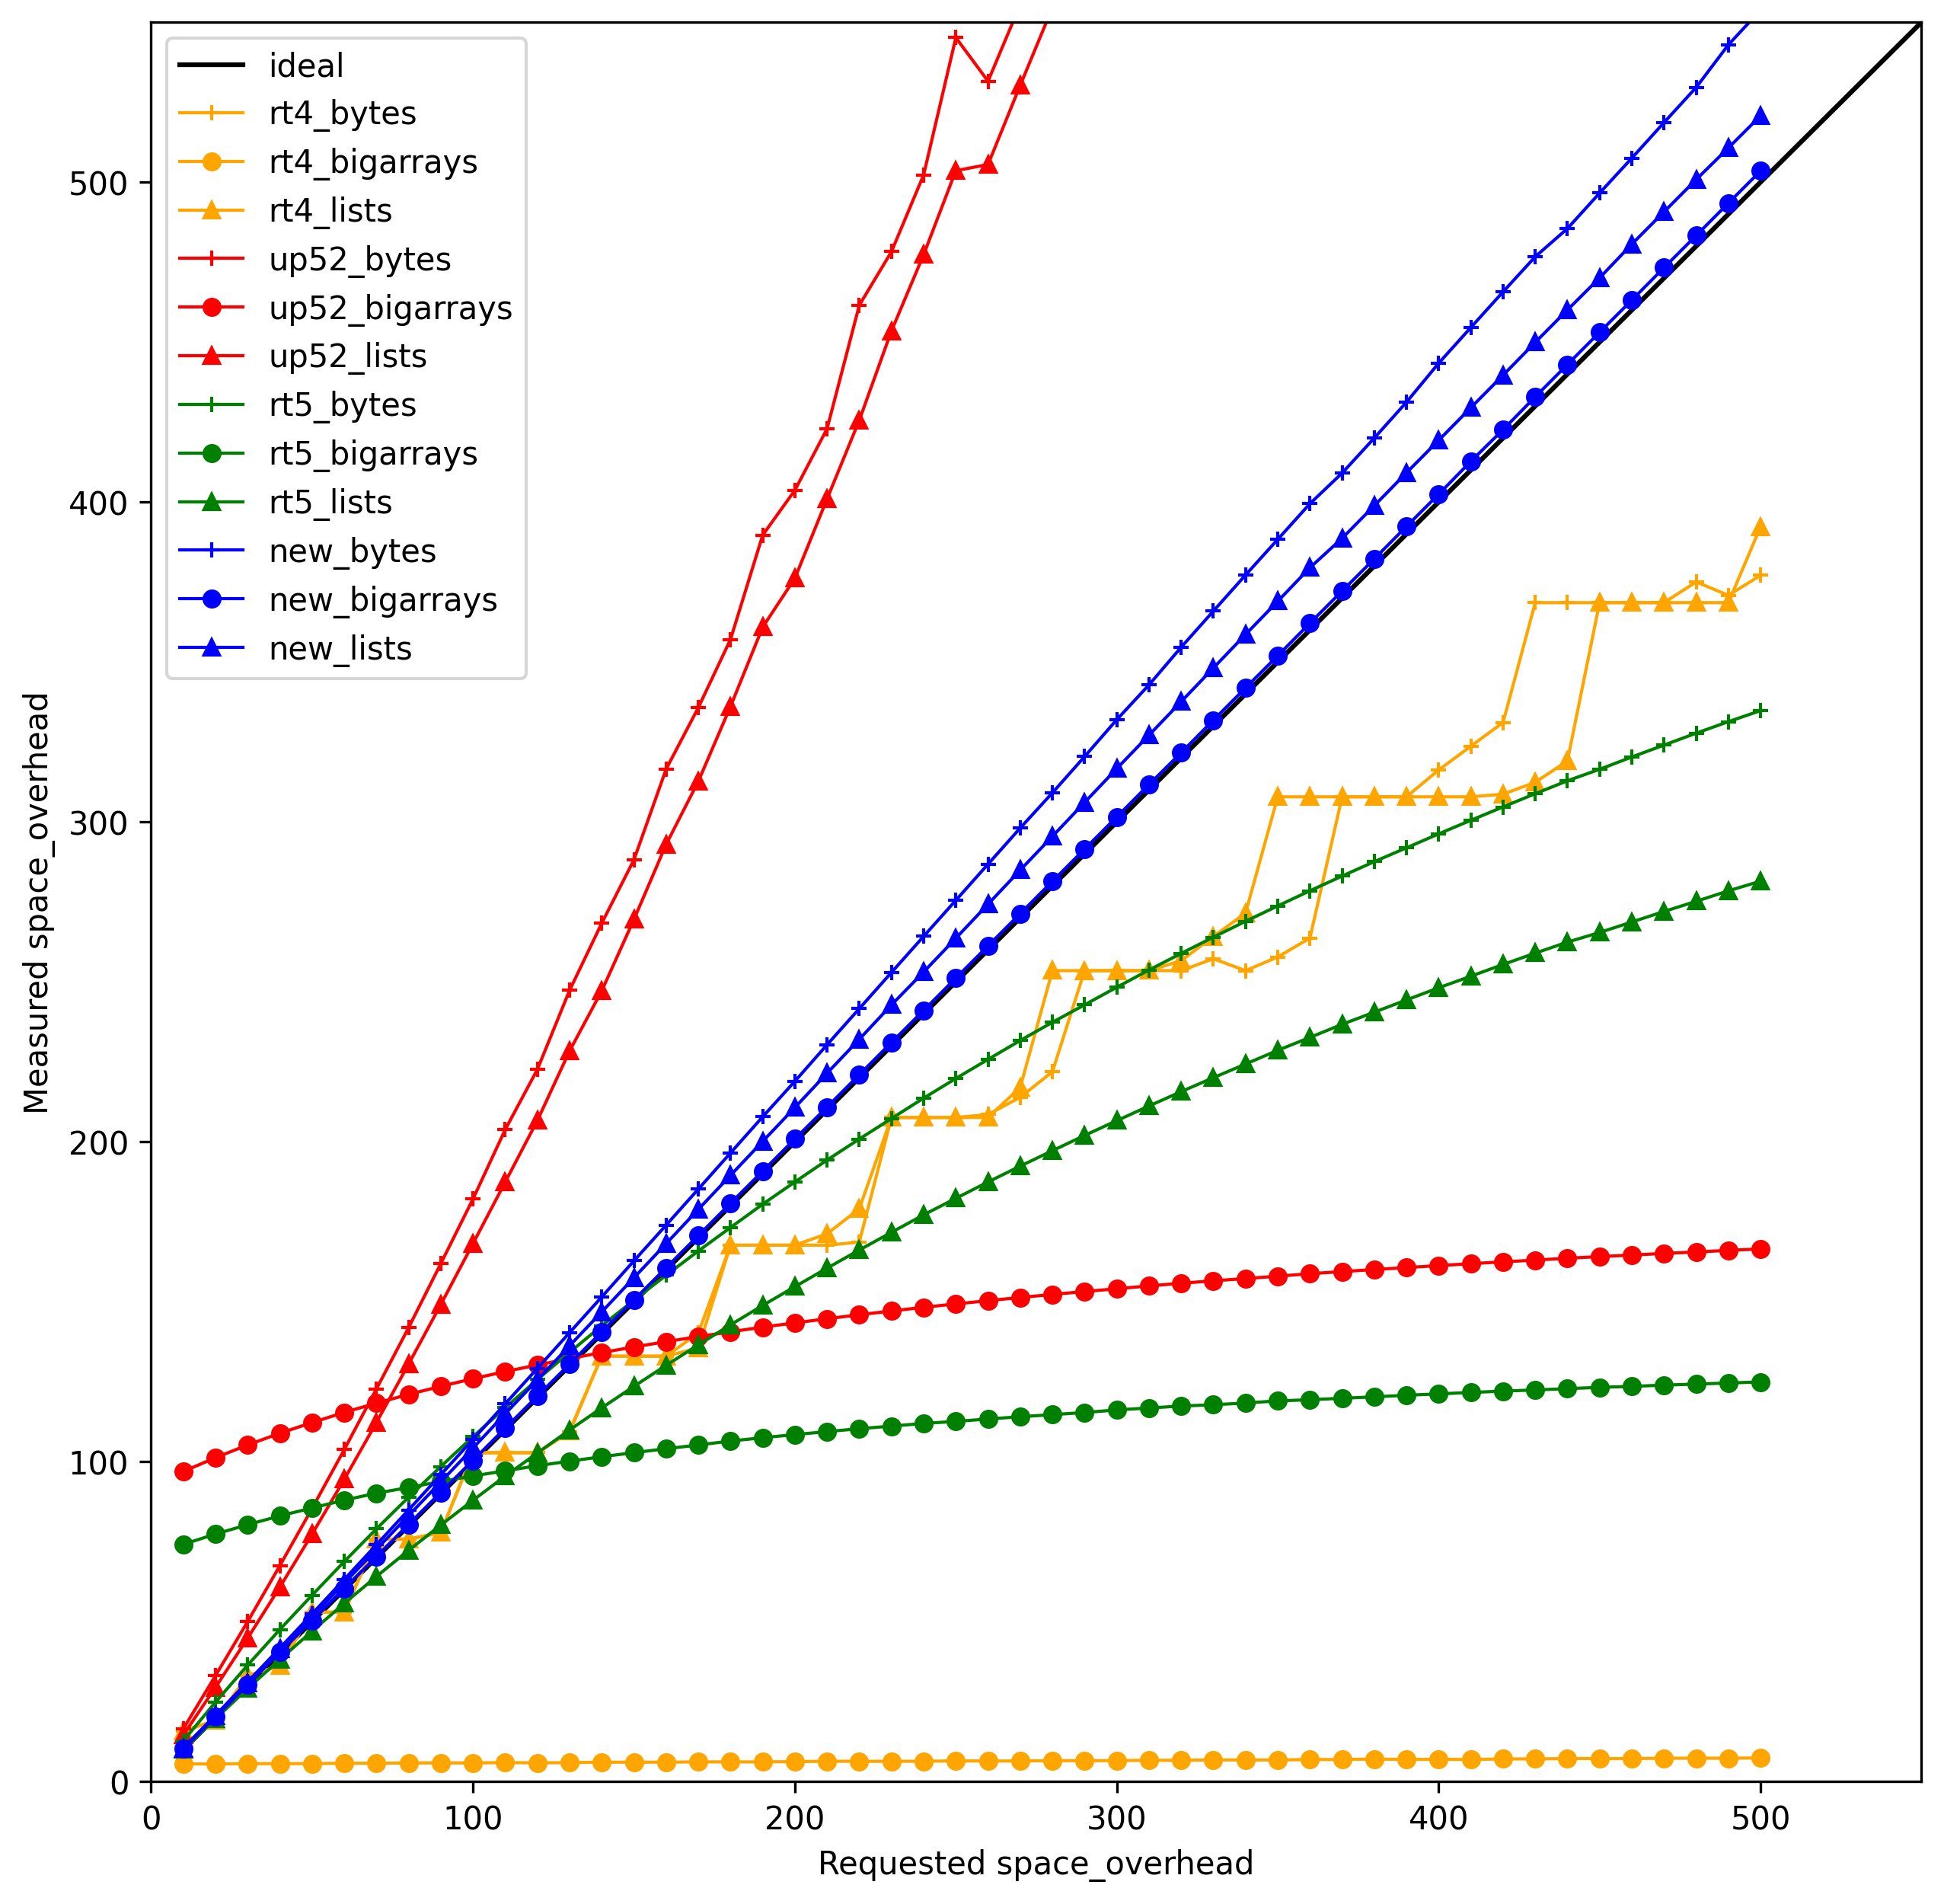 ideal
rt4_bytes
rt4_bigarrays
rt4_lists
up52_bytes
up52_bigarrays
up52_lists
rt5_bytes
rt5_bigarrays
rt5_lists
new_bytes
new_bigarrays
new_lists
500
400
300
200
100
0
Measured space_overhead
0 100 200 300 400 500
Requested space_overhead